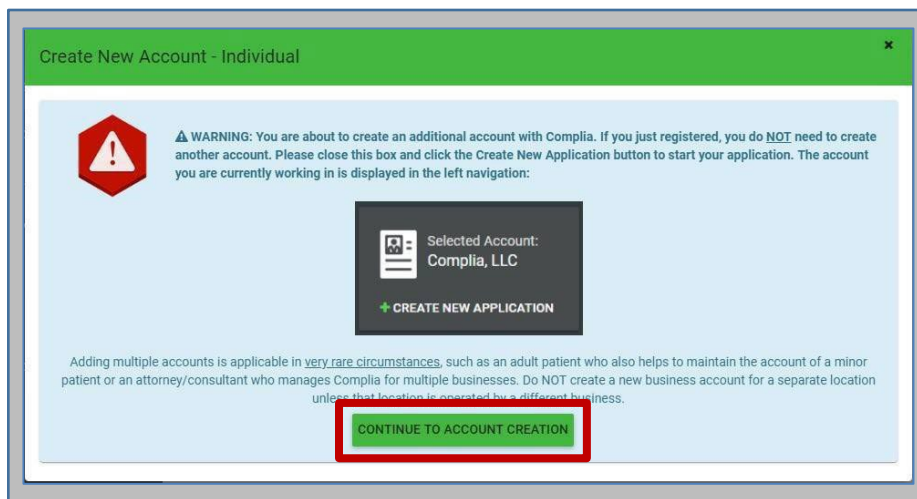 Create New Account - Individual
WARNING: You are about to create an additional account with Complia. If you just registered, you do NOT need to create
another account. Please close this box and click the Create New Application button to start your application. The account
you are currently working in is displayed in the left navigation:
Selected Account:
Complia, LLC
+ CREATE NEW APPLICATION
Adding multiple accounts is applicable in very rare circumstances, such as an adult patient who also helps to maintain the account of a minor
patient or an attorney/consultant who manages Complia for multiple businesses. Do NOT create a new business account for a separate location
unless that location is operated by a different business.
CONTINUE TO ACCOUNT CREATION